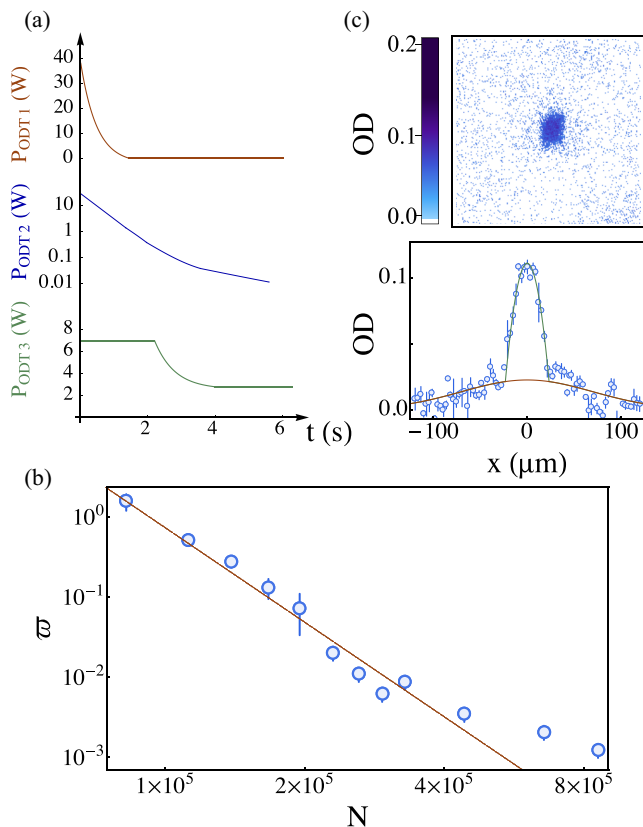 (a)
P_ODT 1 (W)
40
30
20
10
0
P_ODT 2 (W)
10
1
0.1
0.01
P_ODT 3 (W)
8
6
4
2
2
4
6
t (s)
(c)
OD
0.2
0.1
0.0
OD
0.1
0.0
-100
0
100
x (μm)
(b)
ϖ
10^0
10^-1
10^-2
10^-3
1×10^5
2×10^5
4×10^5
8×10^5
N